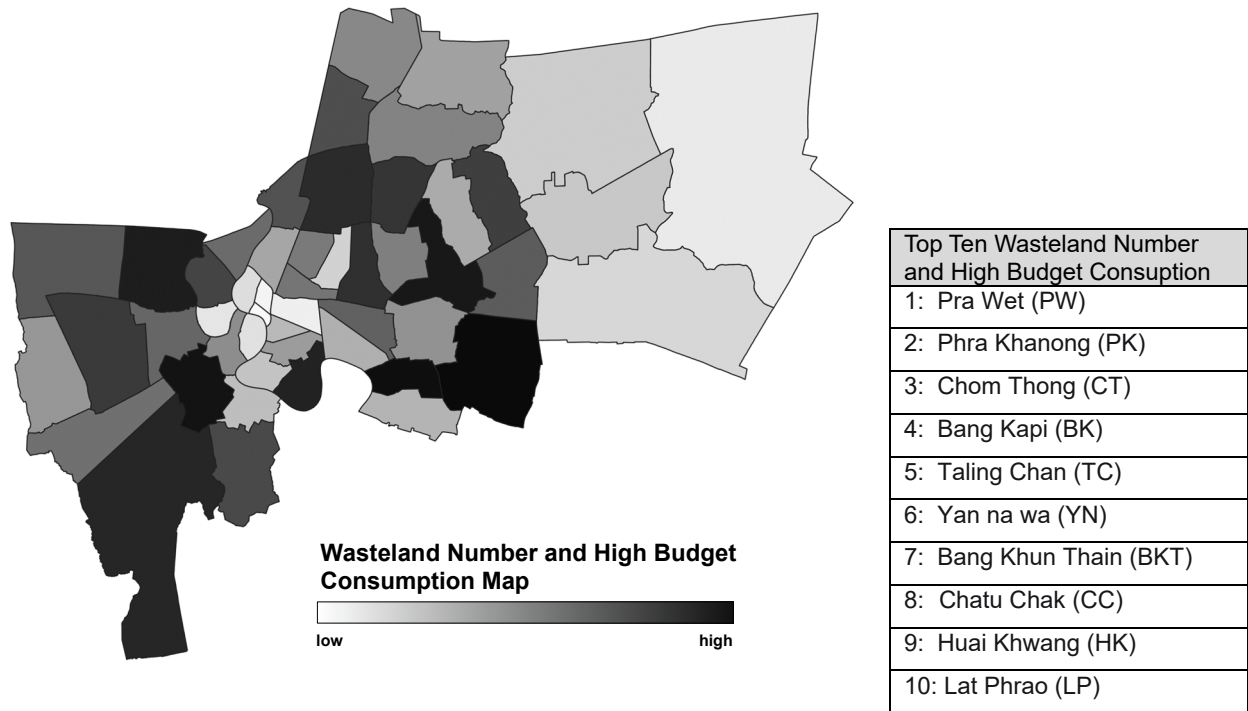 Wasteland Number and High Budget
Consumption Map
low high
Top Ten Wasteland Number
and High Budget Consuption
1: Pra Wet (PW)
2: Phra Khanong (PK)
3: Chom Thong (CT)
4: Bang Kapi (BK)
5: Taling Chan (TC)
6: Yan na wa (YN)
7: Bang Khun Thain (BKT)
8: Chatu Chak (CC)
9: Huai Khwang (HK)
10: Lat Phrao (LP)